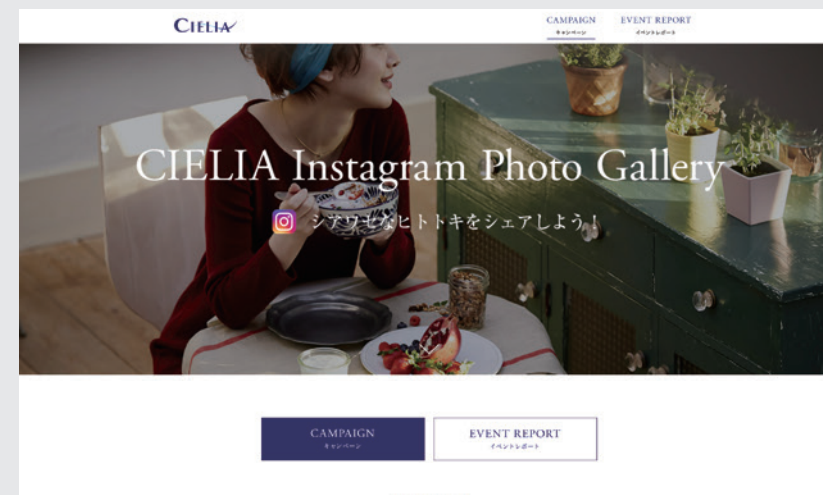 CIELIA
CAMPAIGN
キャンペーン
EVENT REPORT
イベントレポート
CIELIA Instagram Photo Gallery
シアワセなヒトトキをシェアしよう!
CAMPAIGN
キャンペーン
EVENT REPORT
イベントレポート